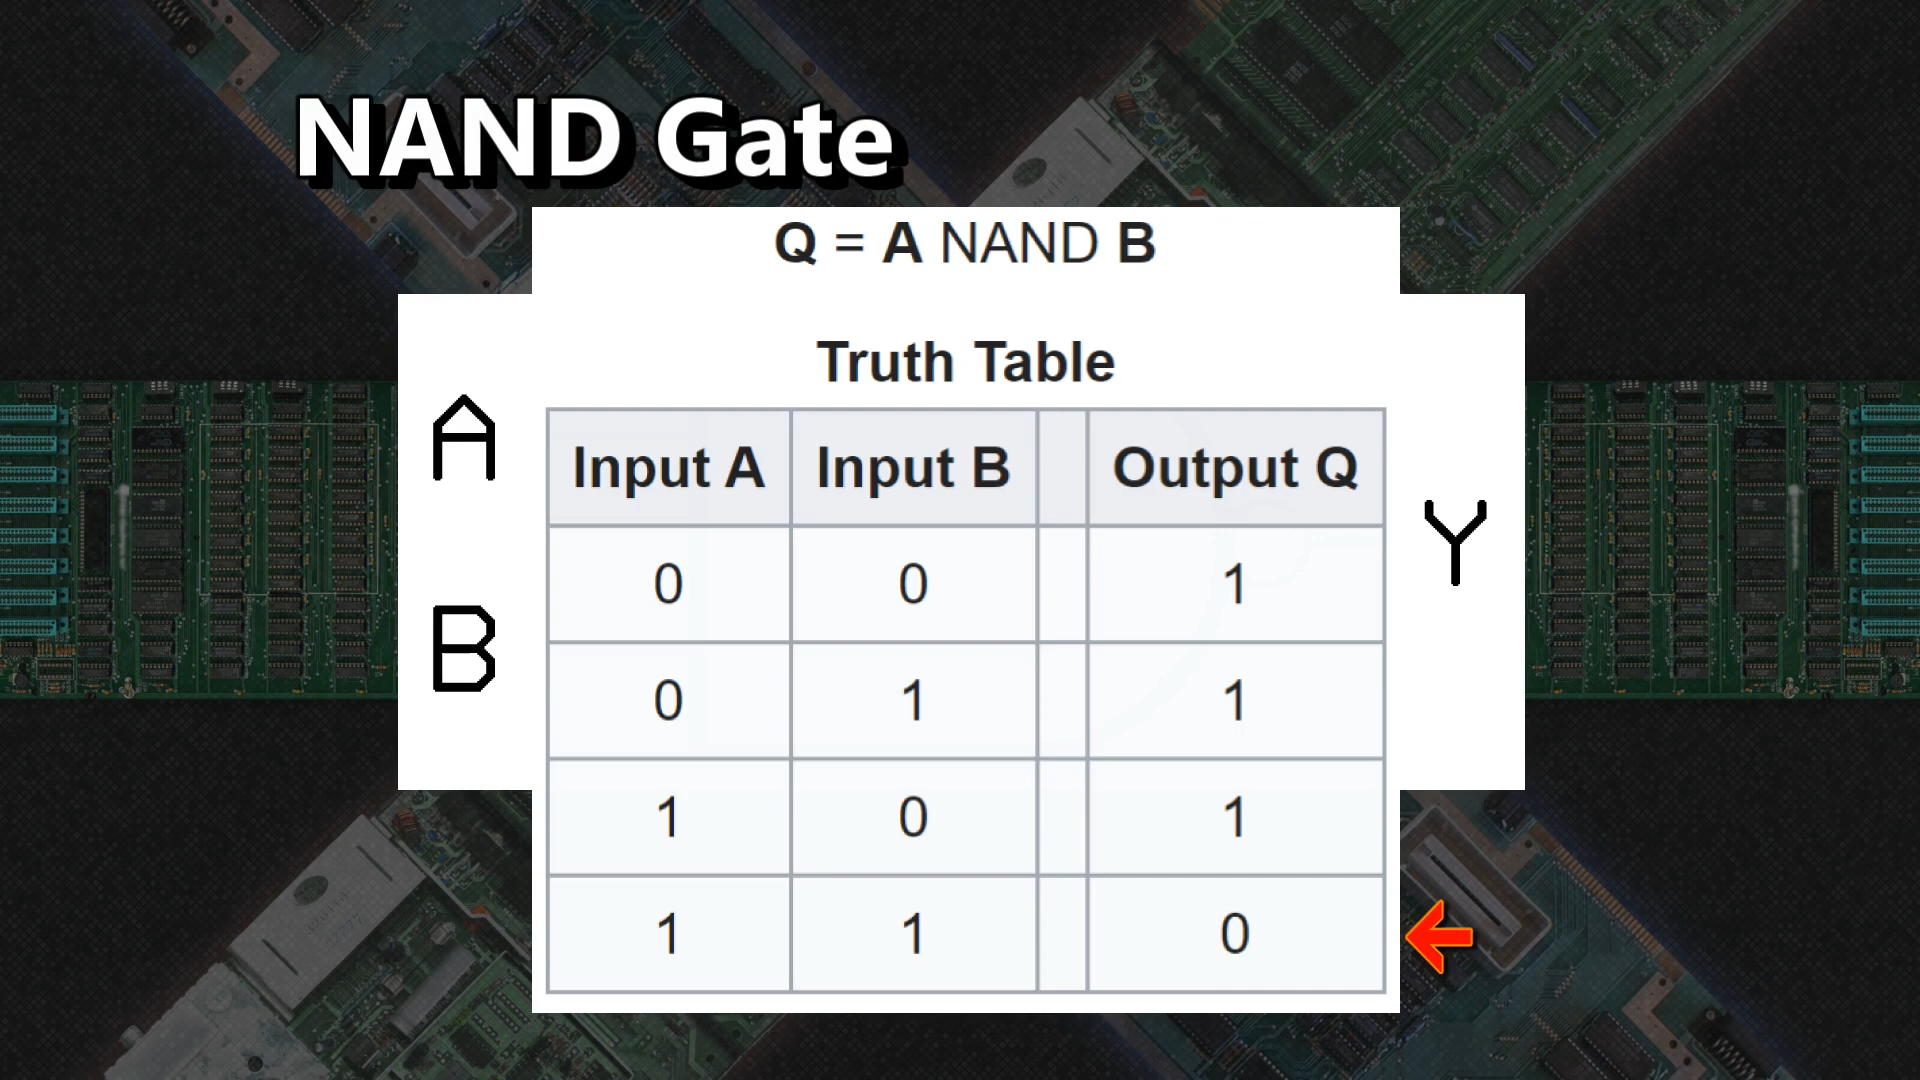 NAND Gate
Q = A NAND B
Truth Table
A
B
Y
Input A Input B Output Q
0 0 1
0 1 1
1 0 1
1 1 0